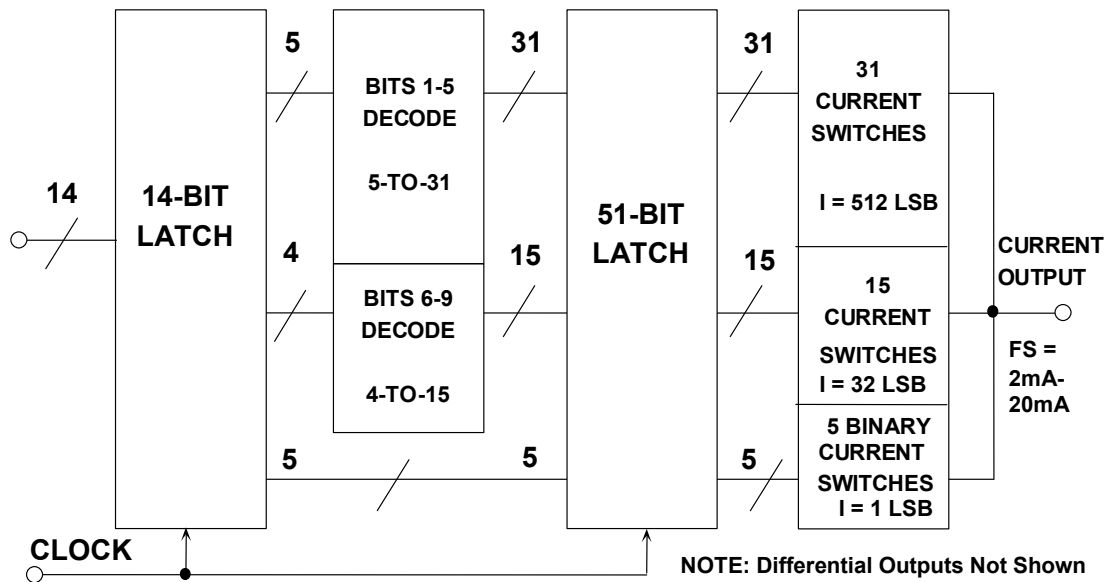 5
31
31
BITS 1-5
DECODE
5-TO-31
31
CURRENT
SWITCHES
I = 512 LSB
14
14-BIT
LATCH
51-BIT
LATCH
4
15
15
BITS 6-9
DECODE
4-TO-15
15
CURRENT
SWITCHES
I = 32 LSB
CURRENT
OUTPUT
FS =
2mA-
20mA
5
5
5
5 BINARY
CURRENT
SWITCHES
I = 1 LSB
CLOCK
NOTE: Differential Outputs Not Shown